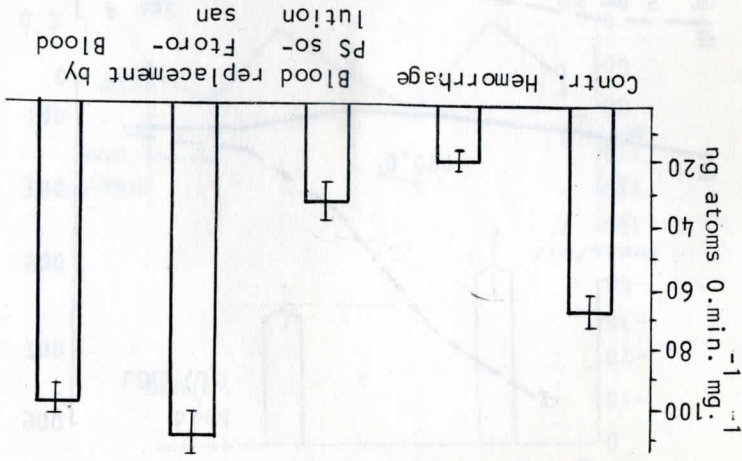 ng atoms O.min.⁻¹ mg.⁻¹
100
80
60
40
20
Contr. Hemorrhage Blood replacement by
PS so- Ftoro- Blood
lution san